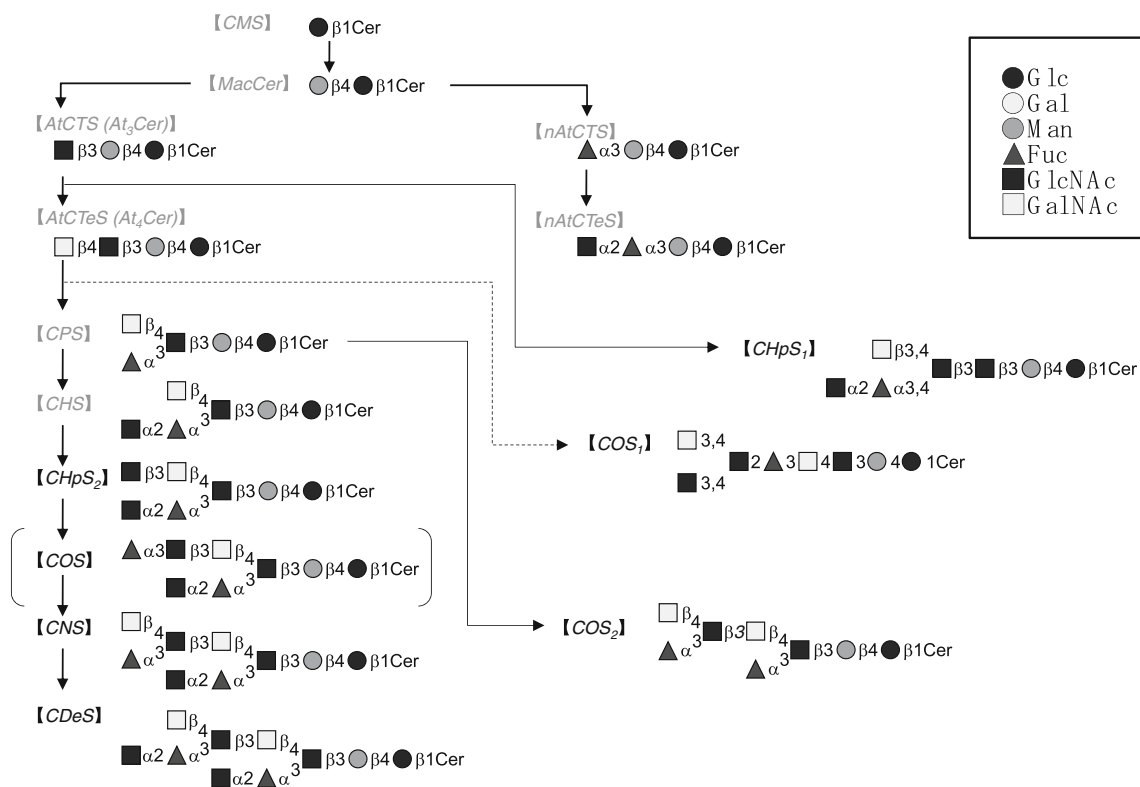 【CMS】 β1Cer
【MacCer】 β4 β1Cer
【AtCTS (At3Cer)】
β3 β4 β1Cer
【nAtCTS】
α3 β4 β1Cer
【AtCTeS (At4Cer)】
β4 β3 β4 β1Cer
【nAtCTeS】
α2 α3 β4 β1Cer
Glc
Gal
Man
Fuc
GlcNAc
GalNAc
【CPS】 β4
α3 β3 β4 β1Cer
【CHS】 β4
α2 α3 β3 β4 β1Cer
【CHpS2】 β3 β4
α2 α3 β3 β4 β1Cer
【COS】 α3 β3 β4
α2 α3 β3 β4 β1Cer
【CNS】 β4
α3 β3 β4
α2 α3 β3 β4 β1Cer
【CDeS】 β4
α2 α3 β3 β4
α2 α3 β3 β4 β1Cer
【CHpS1】 β3,4
α2 α3,4 β3 β3 β4 β1Cer
【COS1】 3,4
3,4 2 3 4 3 4 1Cer
【COS2】 β4
α3 β3 β4
α3 β3 β4 β1Cer